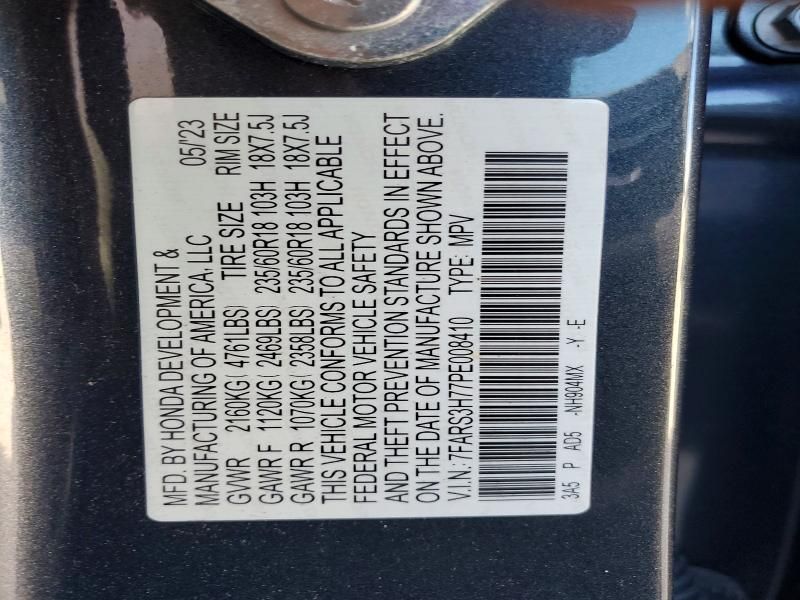 MFD. BY HONDA DEVELOPMENT &
MANUFACTURING OF AMERICA, LLC 05/'23
GVWR 2160KG( 4761LBS) TIRE SIZE RIM SIZE
GAWR F 1120KG( 2469LBS) 235/60R18 103H 18X7.5J
GAWR R 1070KG( 2358LBS) 235/60R18 103H 18X7.5J
THIS VEHICLE CONFORMS TO ALL APPLICABLE
FEDERAL MOTOR VEHICLE SAFETY
AND THEFT PREVENTION STANDARDS IN EFFECT
ON THE DATE OF MANUFACTURE SHOWN ABOVE.
V.I.N.: 7FARS3H77PE008410 TYPE: MPV
3A5 P AD5 -NH904MX -Y -E